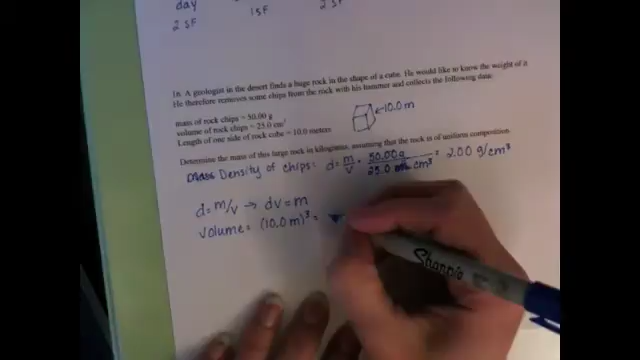 day
2 SF
1 SF
2 SF
16. A geologist in the desert finds a huge rock in the shape of a cube. He would like to know the weight of it.
He therefore removes some chips from the rock with his hammer and collects the following data:
mass of rock chips = 50.00 g
volume of rock chips = 25.0 cm³
Length of one side of rock cube = 10.0 meters
←10.0 m
Determine the mass of this large rock in kilograms, assuming that the rock is of uniform composition.
Density of chips: d = m/v = 50.00g / 25.0 cm³ = 2.00 g/cm³
d = m/v → dv = m
volume = (10.0 m)³ =
Sharpie